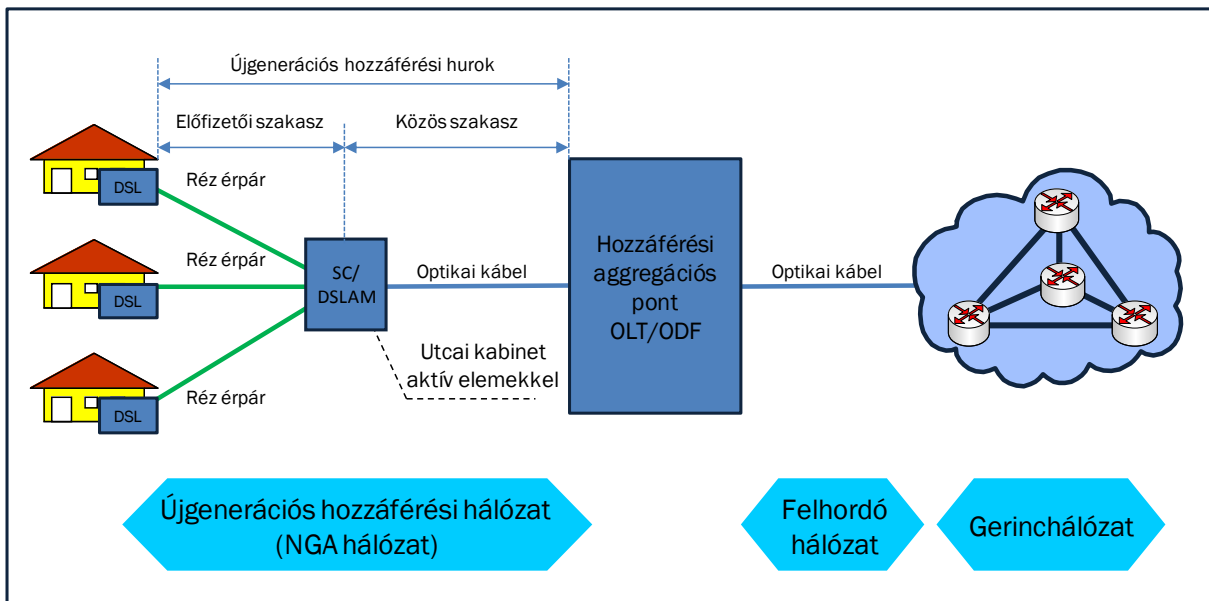 Újgenerációs hozzáférési hurok
Előfizetői szakasz
Közös szakasz
DSL
Réz érpár
DSL
Réz érpár
DSL
Réz érpár
SC/
DSLAM
Optikai kábel
Utcai kabinet
aktív elemekkel
Hozzáférési
aggregációs
pont
OLT/ODF
Optikai kábel
Újgenerációs hozzáférési hálózat
(NGA hálózat)
Felhordó
hálózat
Gerinchálózat